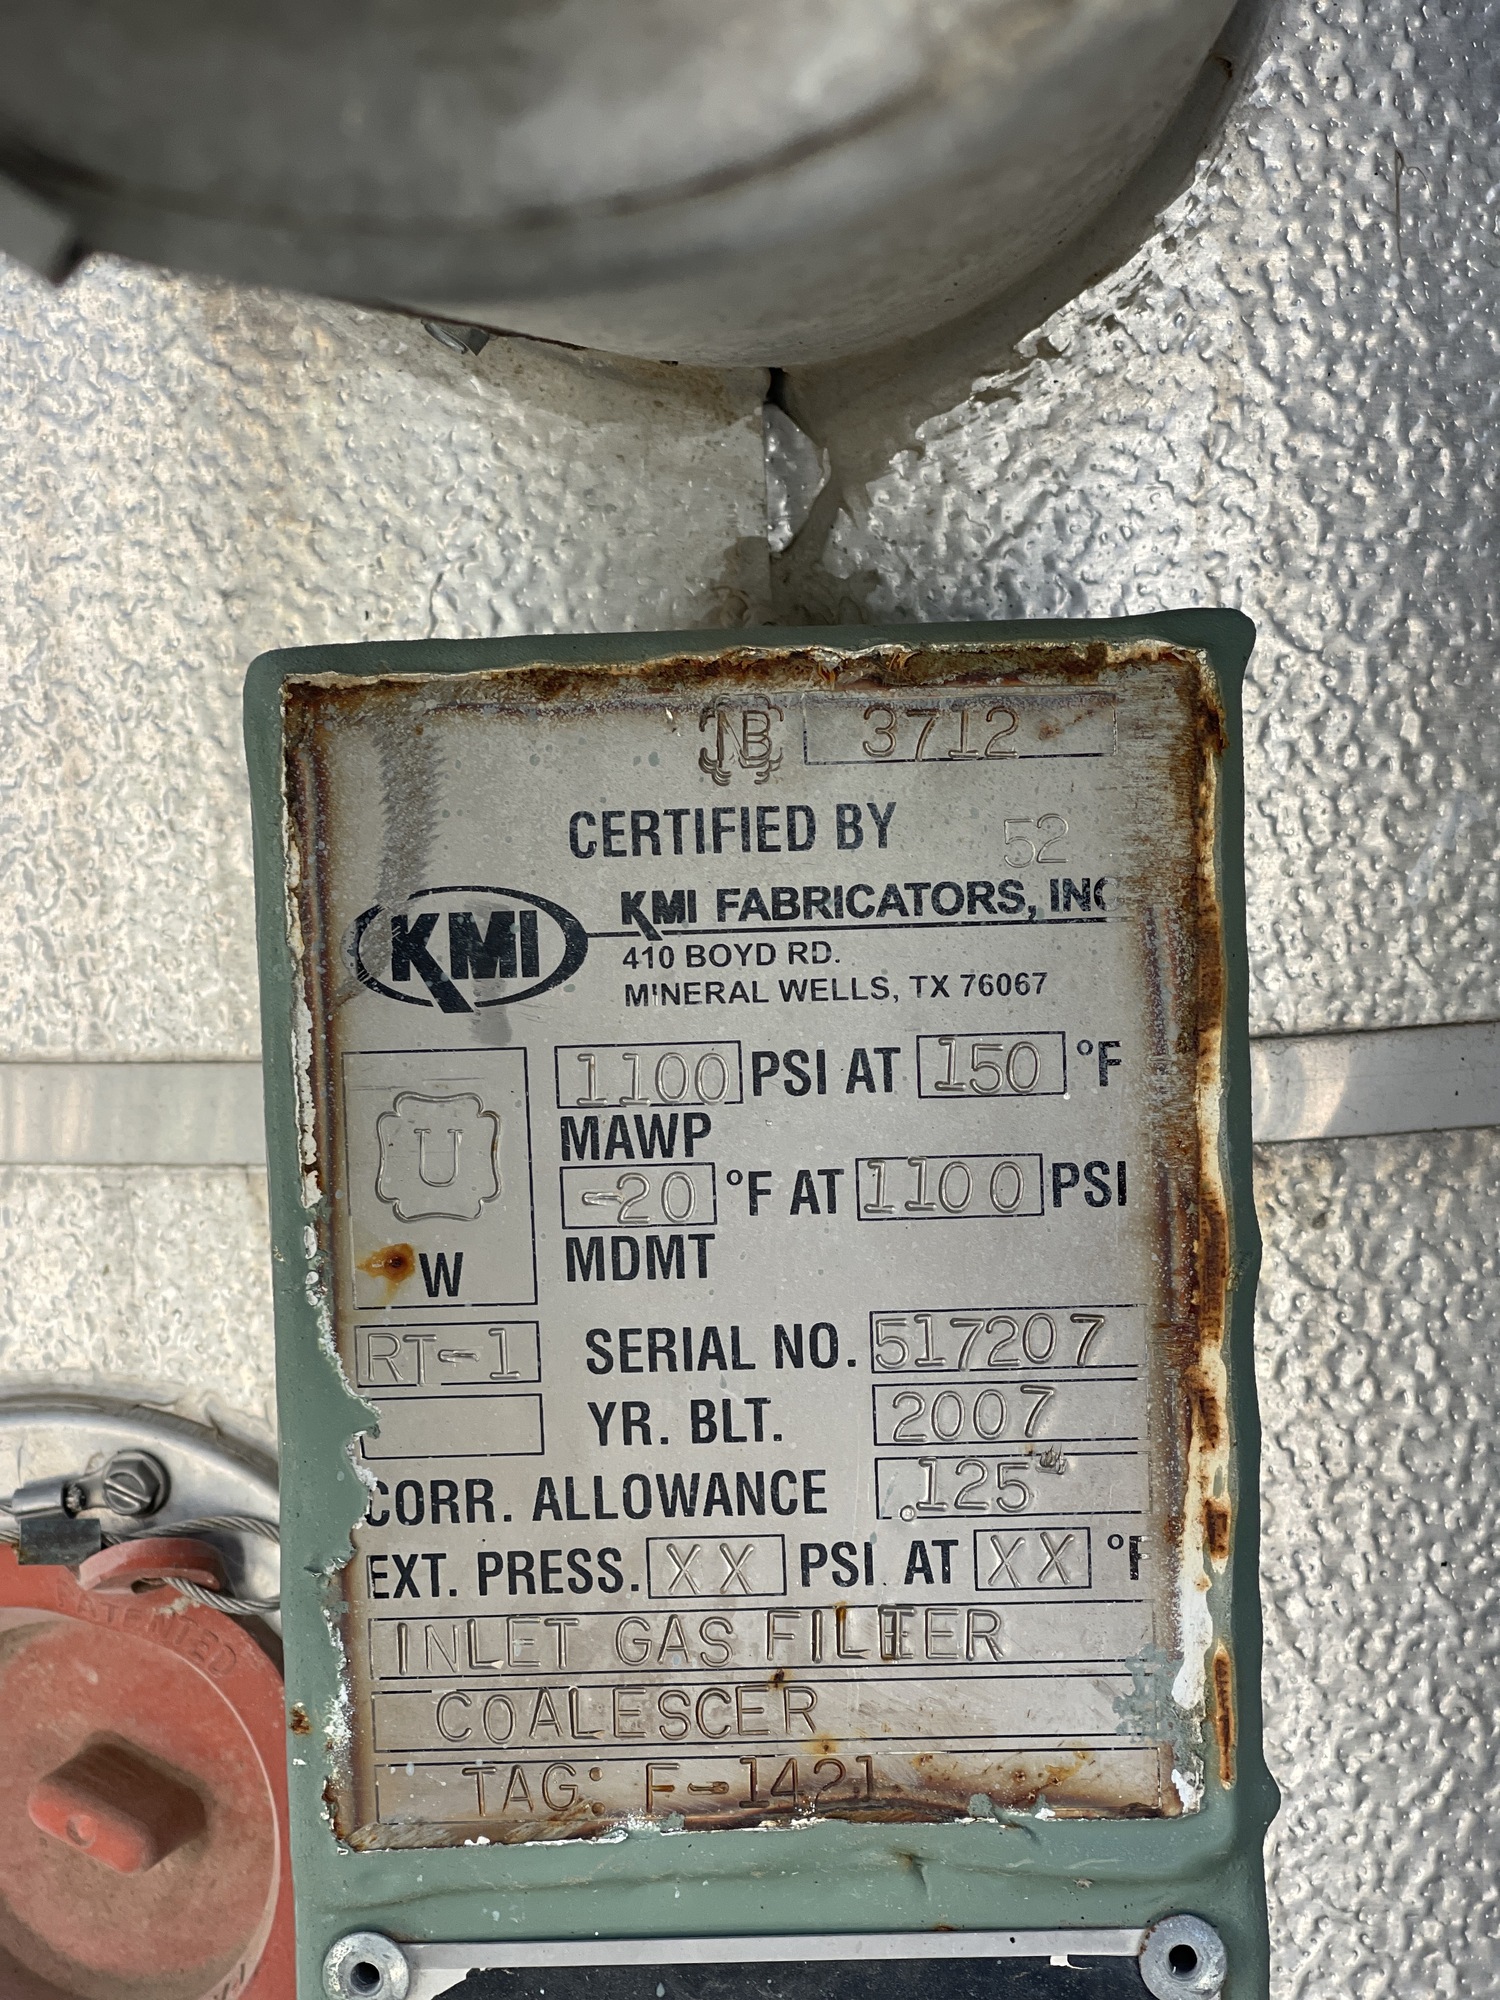 NB 3712
CERTIFIED BY 52
KMI KMI FABRICATORS, INC
410 BOYD RD.
MINERAL WELLS, TX 76067
1100 PSI AT 150 °F
MAWP
U
-20 °F AT 1100 PSI
W MDMT
RT-1 SERIAL NO. 517207
YR. BLT. 2007
CORR. ALLOWANCE .125"
EXT. PRESS. XX PSI AT XX °F
INLET GAS FILTER
COALESCER
TAG: F-1421
PATENTED